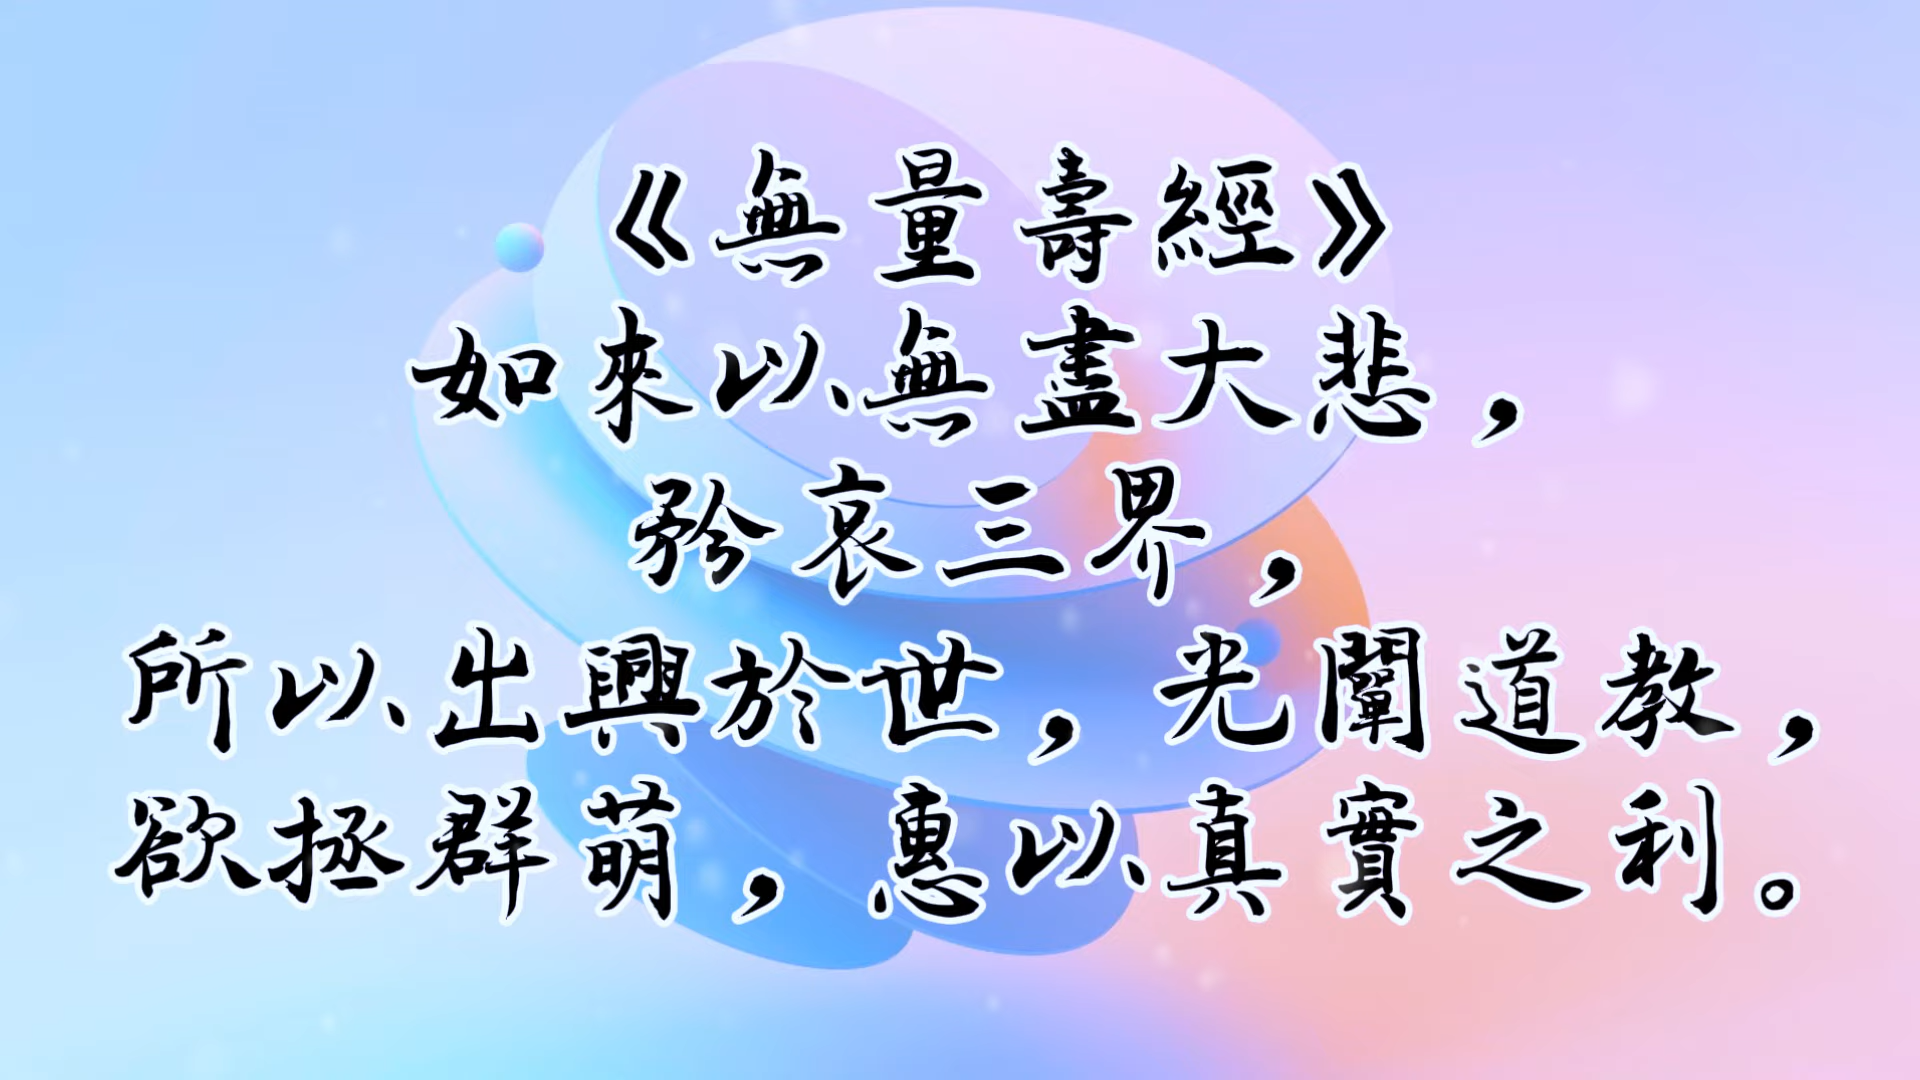 《無量壽經》
如來以無盡大悲，
矜哀三界，
所以出興於世，光闡道教，
欲拯群萌，惠以真實之利。